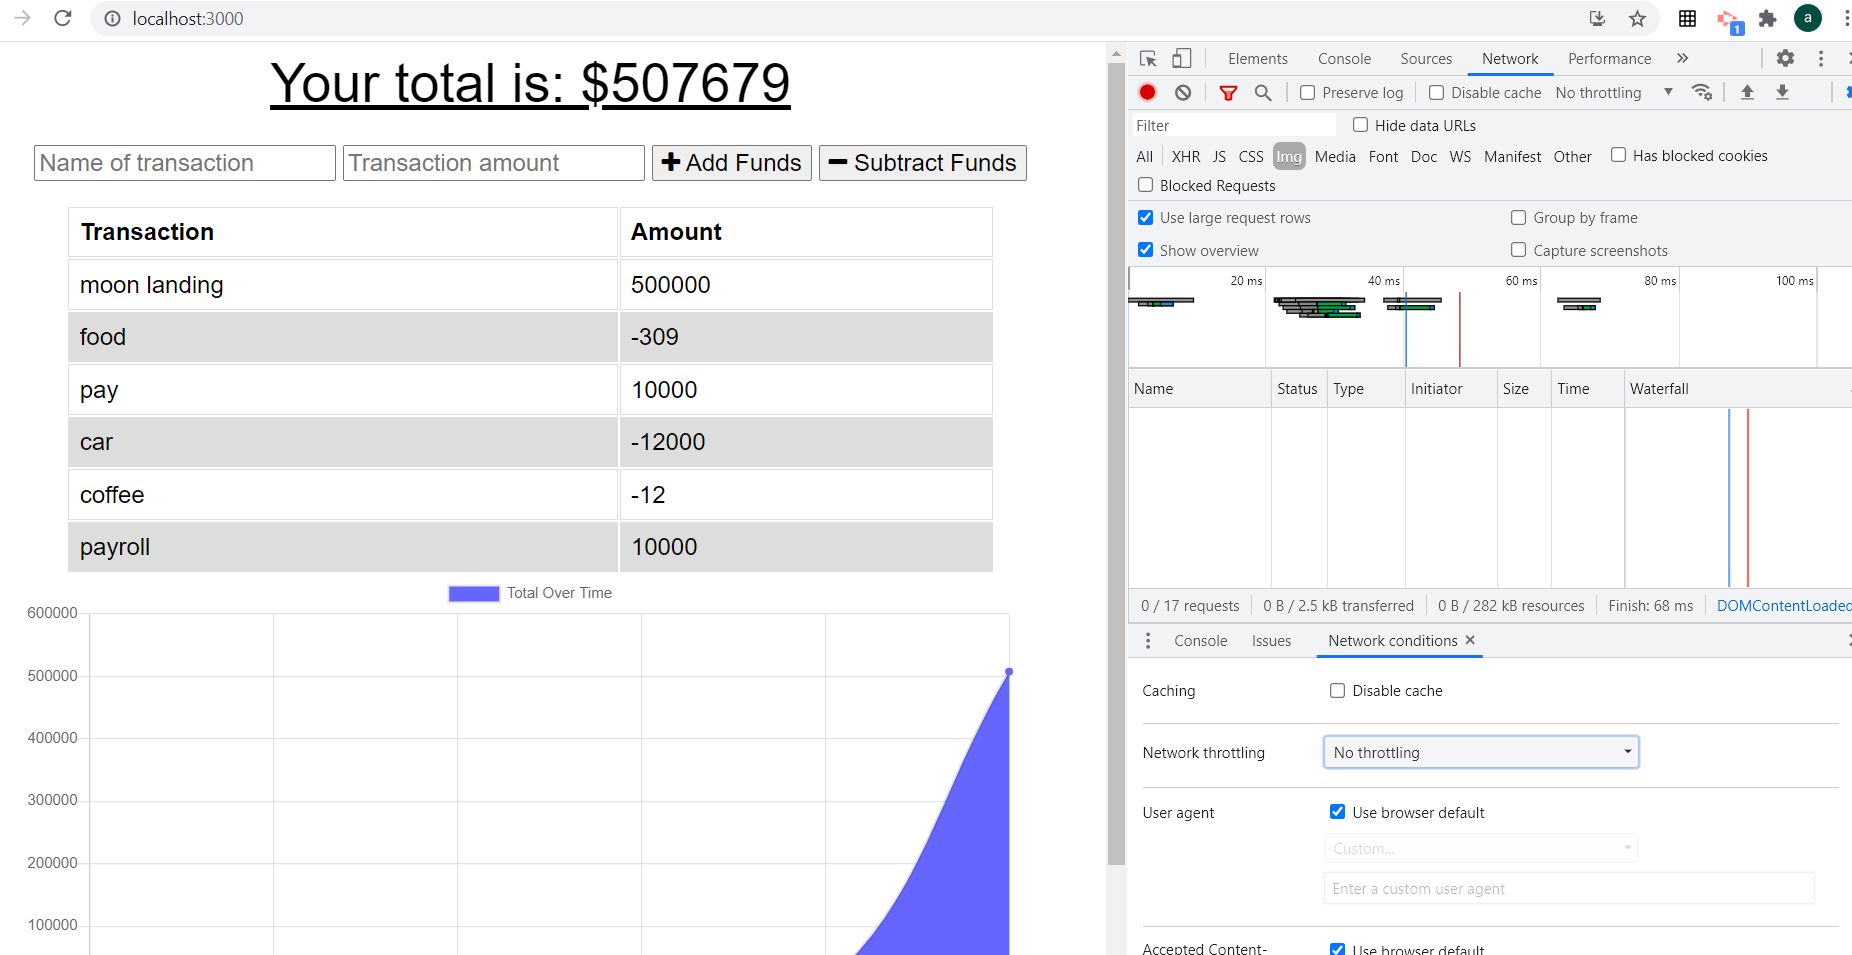 localhost:3000
a
1
Your total is: $507679
Name of transaction Transaction amount Add Funds Subtract Funds
Transaction Amount
moon landing 500000
food -309
pay 10000
car -12000
coffee -12
payroll 10000
Total Over Time
600000
500000
400000
300000
200000
100000
Elements Console Sources Network Performance »
Preserve log Disable cache No throttling
Filter Hide data URLs
All XHR JS CSS Img Media Font Doc WS Manifest Other Has blocked cookies
Blocked Requests
Use large request rows Group by frame
Show overview Capture screenshots
20 ms 40 ms 60 ms 80 ms 100 ms
Name Status Type Initiator Size Time Waterfall
0 / 17 requests 0 B / 2.5 kB transferred 0 B / 282 kB resources Finish: 68 ms DOMContentLoaded
Console Issues Network conditions
Caching Disable cache
Network throttling No throttling
User agent Use browser default
Custom...
Enter a custom user agent
Accepted Content- Use browser default